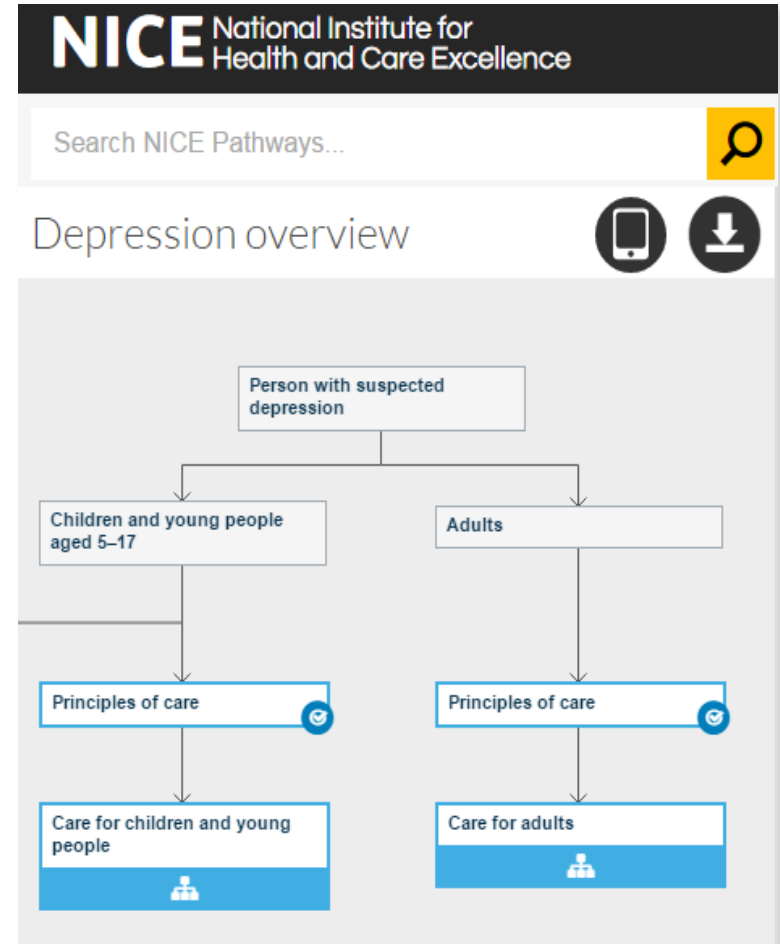 NICE National Institute for
Health and Care Excellence
Search NICE Pathways...
Depression overview
Person with suspected
depression
Children and young people
aged 5–17
Adults
Principles of care
Principles of care
Care for children and young
people
Care for adults